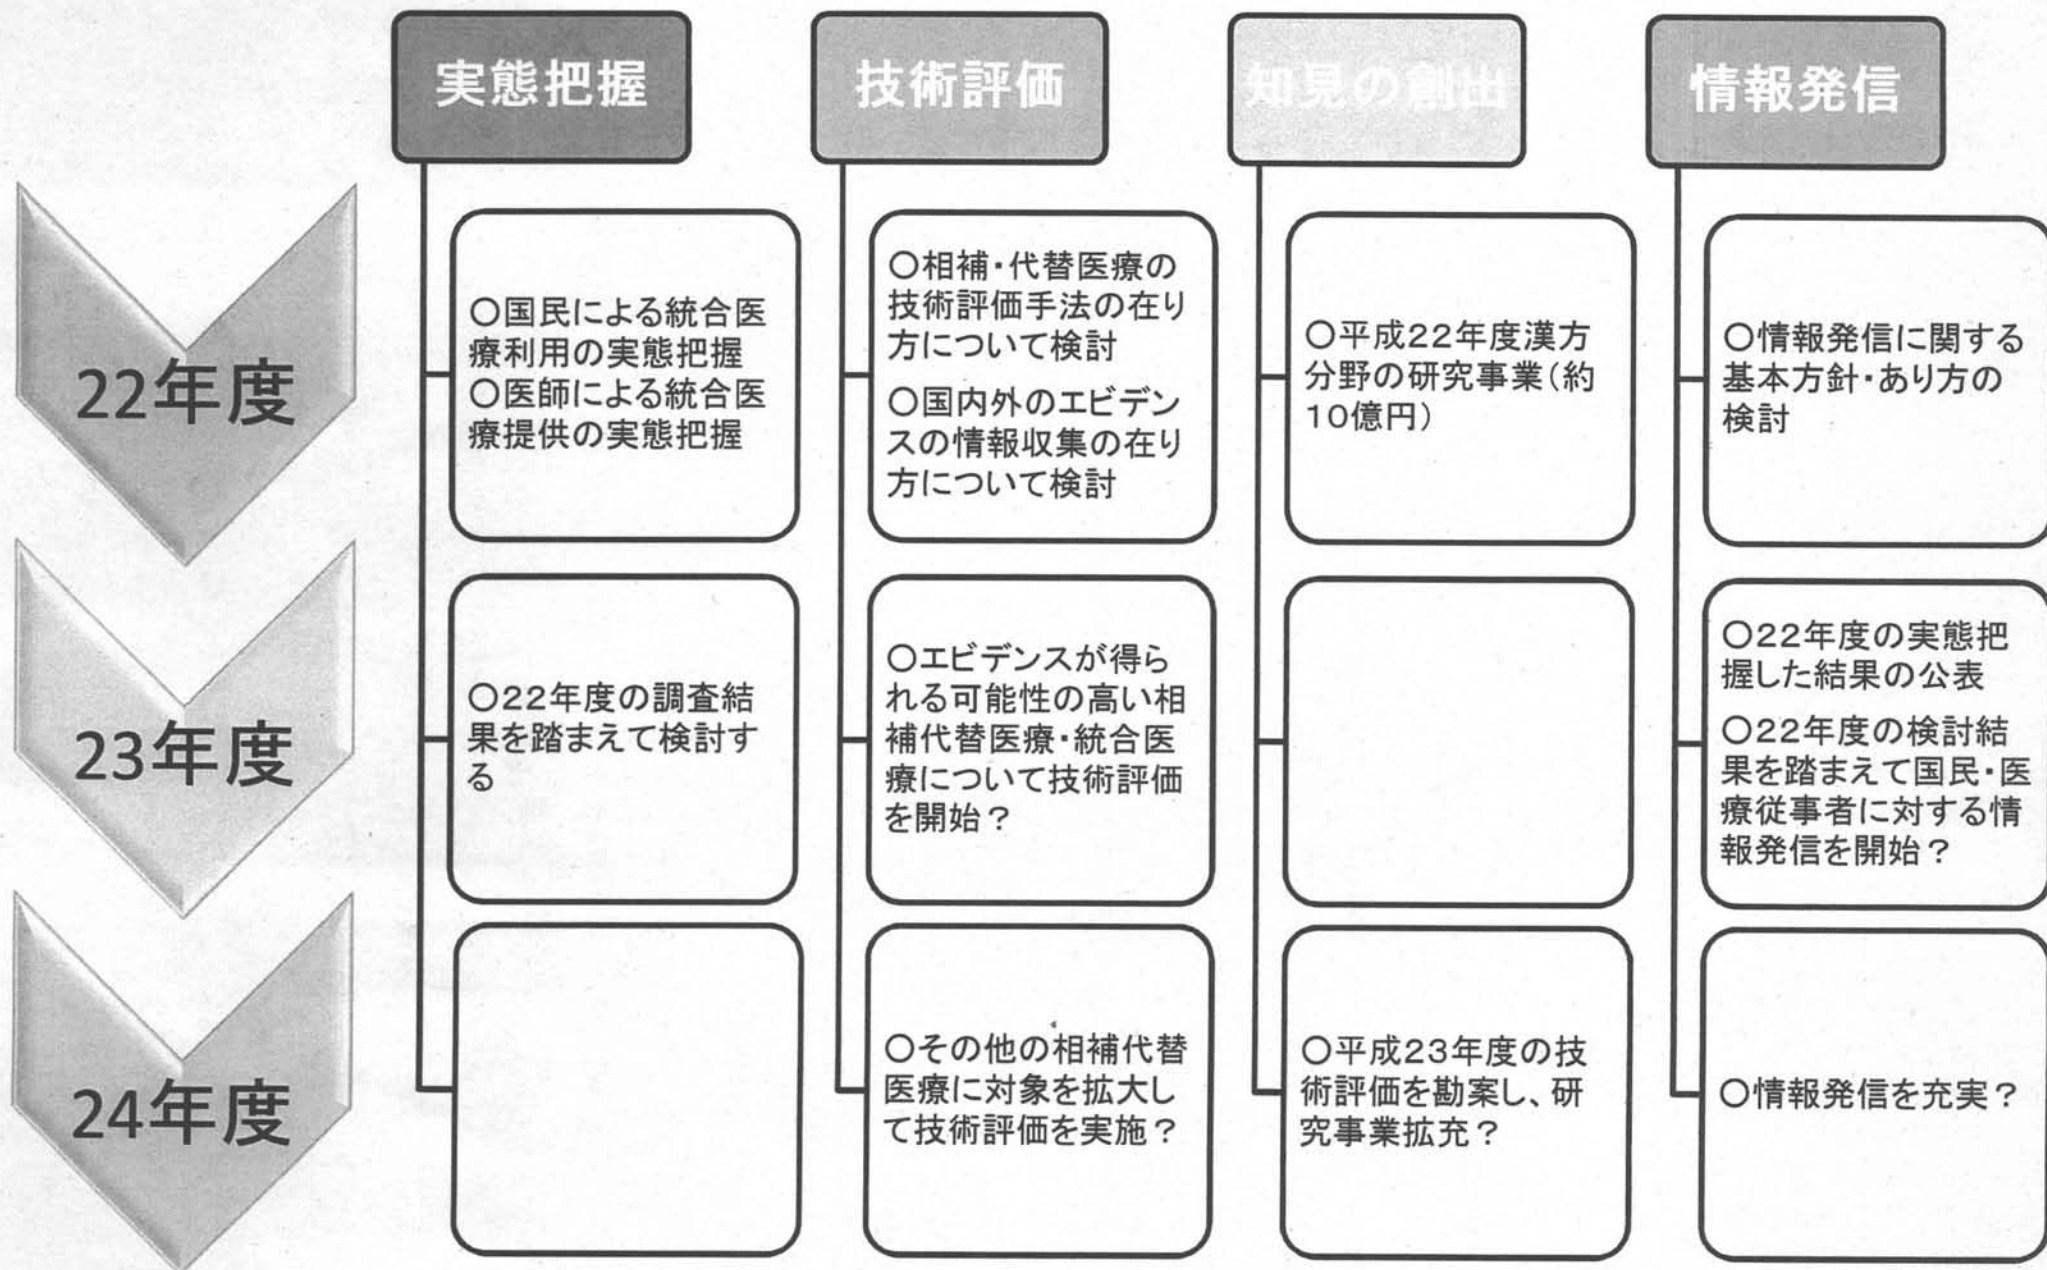 実態把握
技術評価
知見の創出
情報発信
22年度
○国民による統合医
療利用の実態把握
○医師による統合医
療提供の実態把握
○相補・代替医療の
技術評価手法の在り
方について検討
○国内外のエビデン
スの情報収集の在り
方について検討
○平成22年度漢方
分野の研究事業(約
10億円)
○情報発信に関する
基本方針・あり方の
検討
23年度
○22年度の調査結
果を踏まえて検討す
る
○エビデンスが得ら
れる可能性の高い相
補代替医療・統合医
療について技術評価
を開始?
○22年度の実態把
握した結果の公表
○22年度の検討結
果を踏まえて国民・医
療従事者に対する情
報発信を開始?
24年度
○その他の相補代替
医療に対象を拡大し
て技術評価を実施?
○平成23年度の技
術評価を勘案し、研
究事業拡充?
○情報発信を充実?